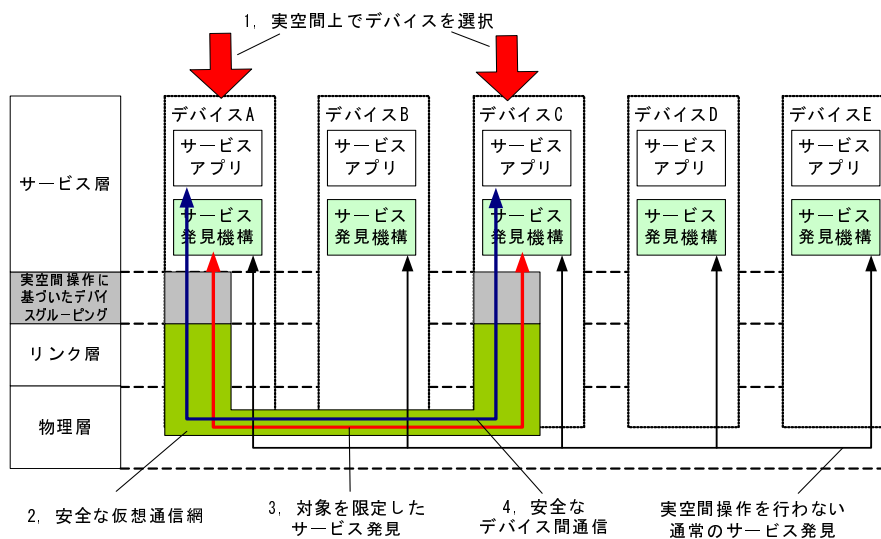 1, 実空間上でデバイスを選択
デバイスA
デバイスB
デバイスC
デバイスD
デバイスE
サービス
アプリ
サービス
アプリ
サービス
アプリ
サービス
アプリ
サービス
アプリ
サービス層
サービス
発見機構
サービス
発見機構
サービス
発見機構
サービス
発見機構
サービス
発見機構
実空間操作に
基づいたデバイ
スグルーピング
リンク層
物理層
2, 安全な仮想通信網
3, 対象を限定した
サービス発見
4, 安全な
デバイス間通信
実空間操作を行わない
通常のサービス発見